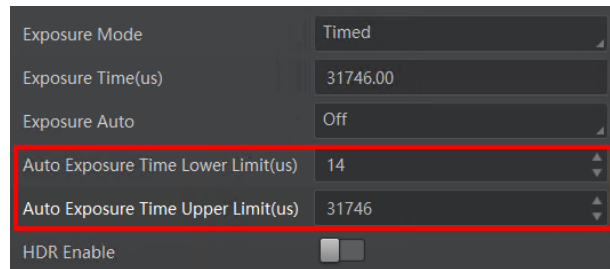 Exposure Mode Timed
Exposure Time(us) 31746.00
Exposure Auto Off
Auto Exposure Time Lower Limit(us) 14
Auto Exposure Time Upper Limit(us) 31746
HDR Enable